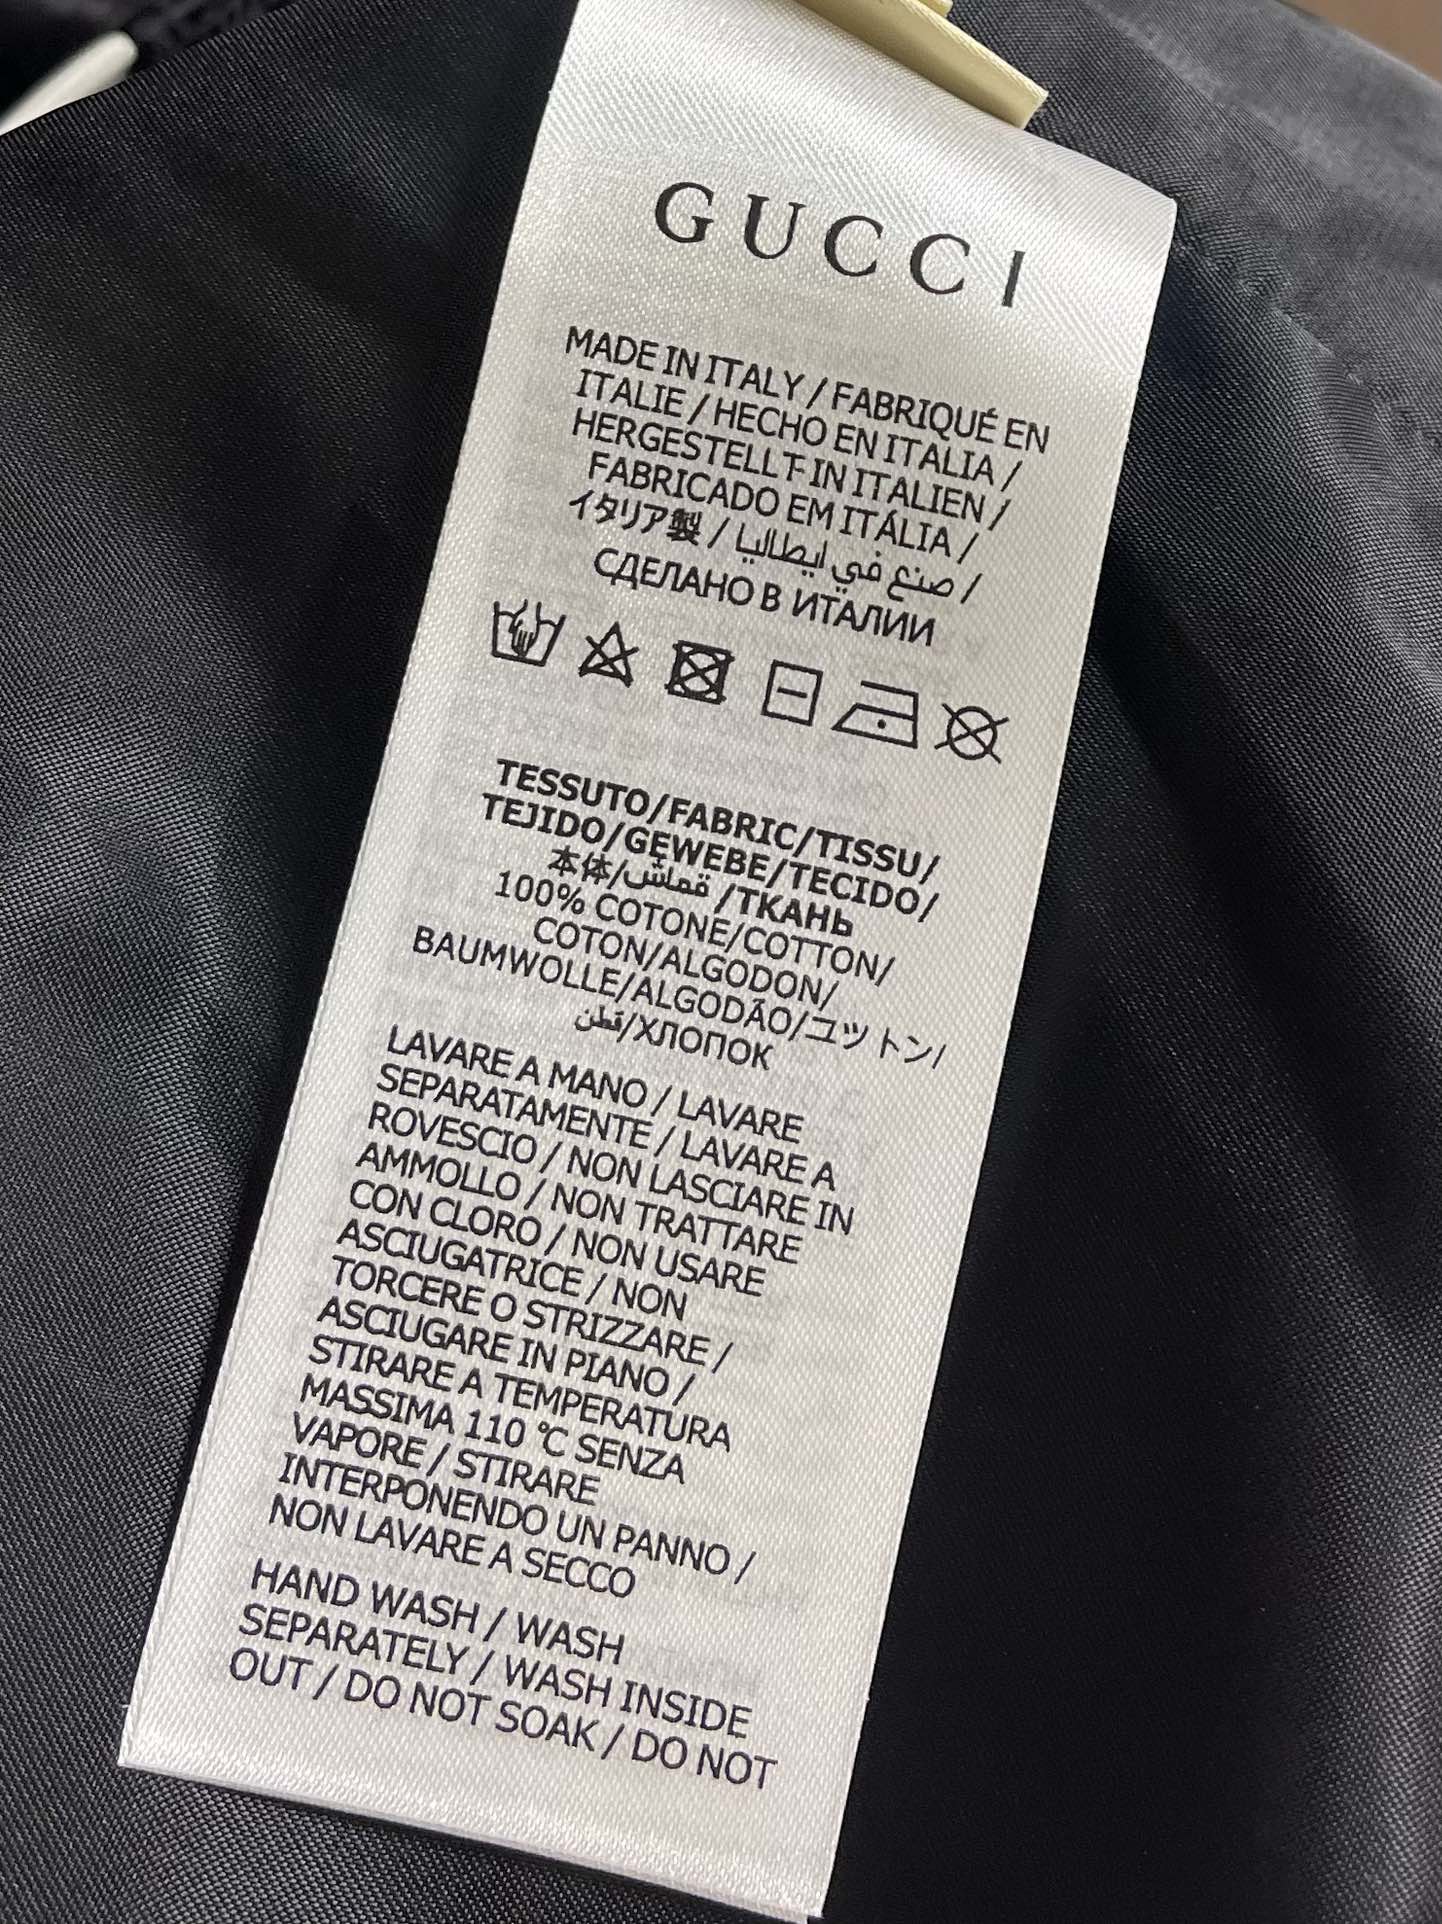 GUCCI
MADE IN ITALY / FABRIQUÉ EN
ITALIE / HECHO EN ITALIA /
HERGESTELLT IN ITALIEN /
FABRICADO EM ITÁLIA /
イタリア製 / صنع في ايطاليا /
СДЕЛАНО В ИТАЛИИ
TESSUTO/FABRIC/TISSU/
TEJIDO/GEWEBE/TECIDO/
本体/قماش/ТКАНЬ
100% COTONE/COTTON/
COTON/ALGODON/
BAUMWOLLE/ALGODÃO/ユットン/
قطن/ХЛОПОК
LAVARE A MANO / LAVARE
SEPARATAMENTE / LAVARE A
ROVESCIO / NON LASCIARE IN
AMMOLLO / NON TRATTARE
CON CLORO / NON USARE
ASCIUGATRICE / NON
TORCERE O STRIZZARE /
ASCIUGARE IN PIANO /
STIRARE A TEMPERATURA
MASSIMA 110 °C SENZA
VAPORE / STIRARE
INTERPONENDO UN PANNO /
NON LAVARE A SECCO
HAND WASH / WASH
SEPARATELY / WASH INSIDE
OUT / DO NOT SOAK / DO NOT